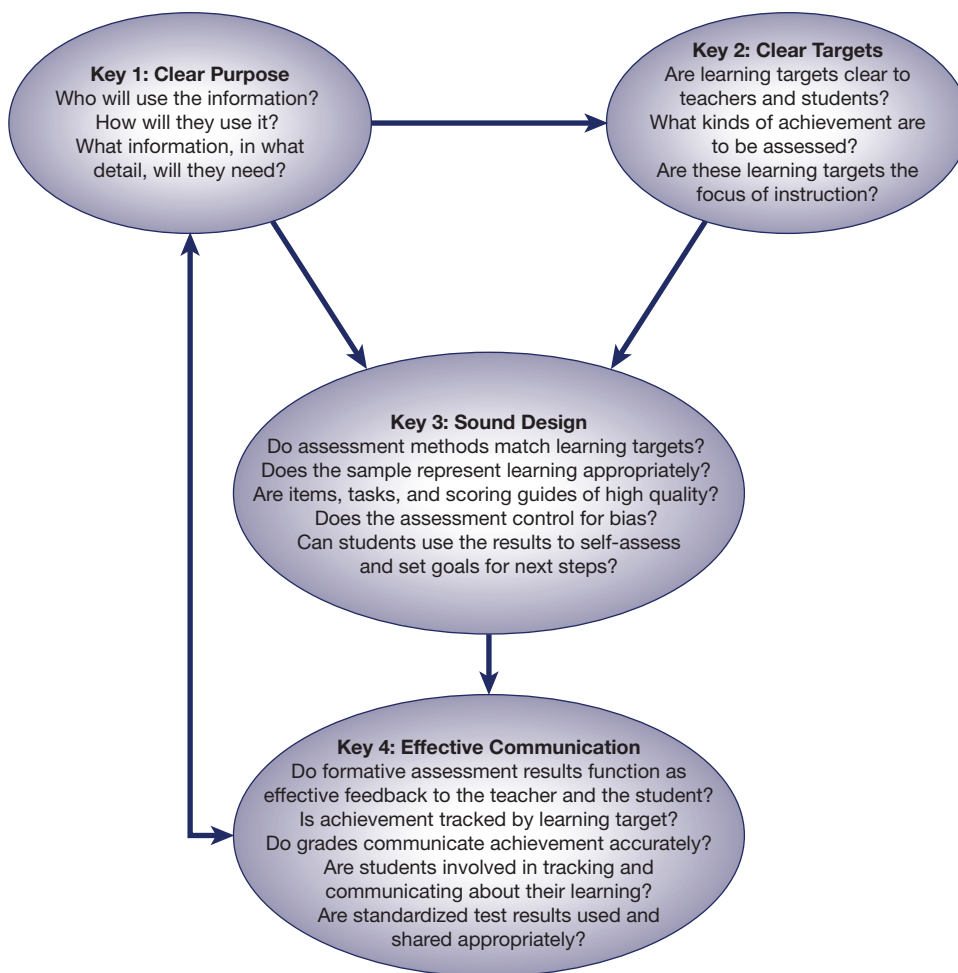 Key 1: Clear Purpose
Who will use the information?
How will they use it?
What information, in what
detail, will they need?
Key 2: Clear Targets
Are learning targets clear to
teachers and students?
What kinds of achievement are
to be assessed?
Are these learning targets the
focus of instruction?
Key 3: Sound Design
Do assessment methods match learning targets?
Does the sample represent learning appropriately?
Are items, tasks, and scoring guides of high quality?
Does the assessment control for bias?
Can students use the results to self-assess
and set goals for next steps?
Key 4: Effective Communication
Do formative assessment results function as
effective feedback to the teacher and the student?
Is achievement tracked by learning target?
Do grades communicate achievement accurately?
Are students involved in tracking and
communicating about their learning?
Are standardized test results used and
shared appropriately?